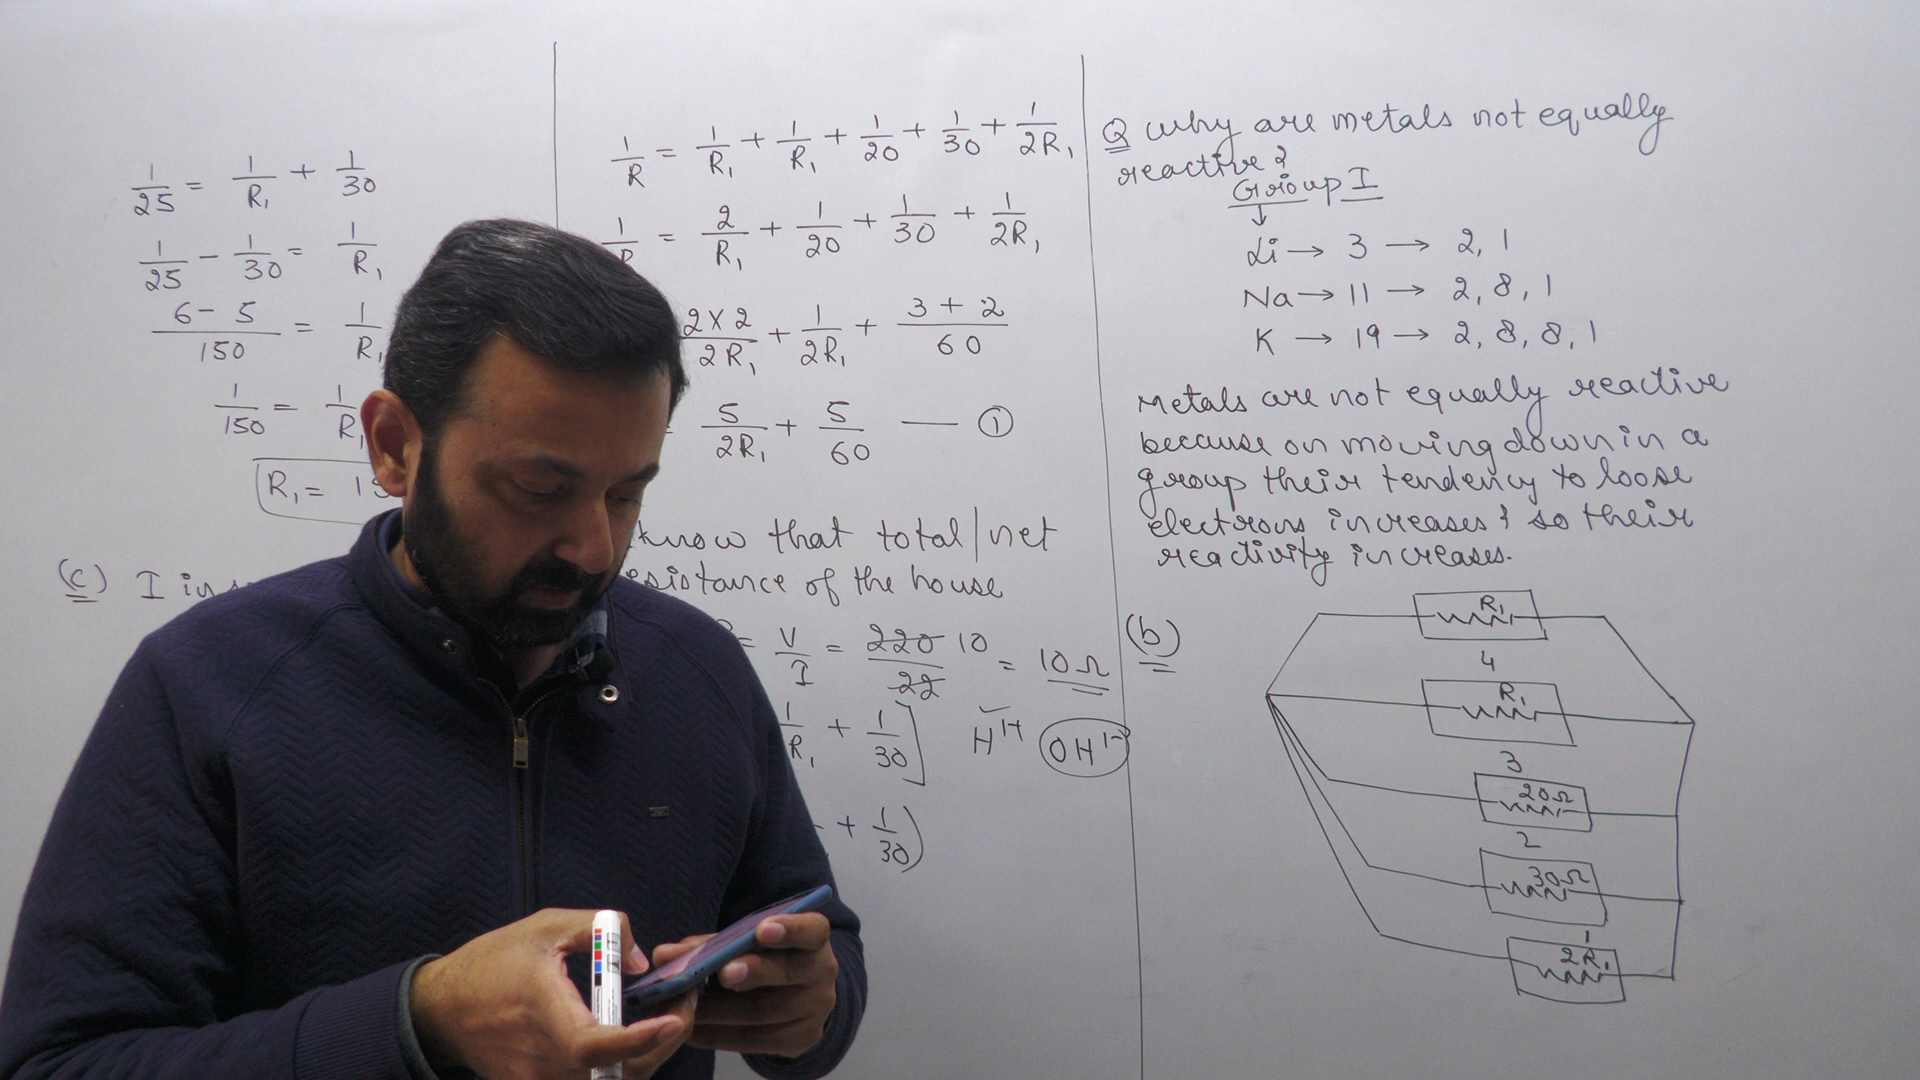 1/25 = 1/R₁ + 1/30
1/25 - 1/30 = 1/R₁
6 - 5/150 = 1/R₁
1/150 = 1/R₁
R₁ = 15
(c) I in
1/R = 1/R₁ + 1/R₁ + 1/20 + 1/30 + 1/2R₁
1/R = 2/R₁ + 1/20 + 1/30 + 1/2R₁
2×2/2R₁ + 1/2R₁ + 3+2/60
= 5/2R₁ + 5/60 — ①
know that total/net
esistance of the house
= V/I = 220/22 10 = 10Ω
1/R₁ + 1/30]
H¹⁺ OH¹⁻
+ 1/30)
Q Why are metals not equally
reactive?
Group I
↓
Li → 3 → 2, 1
Na → 11 → 2, 8, 1
K → 19 → 2, 8, 8, 1
Metals are not equally reactive
because on moving down in a
group their tendency to loose
electrons increases & so their
reactivity increases.
(b)
R₁
4
R₁
3
20Ω
2
30Ω
1
2R₁